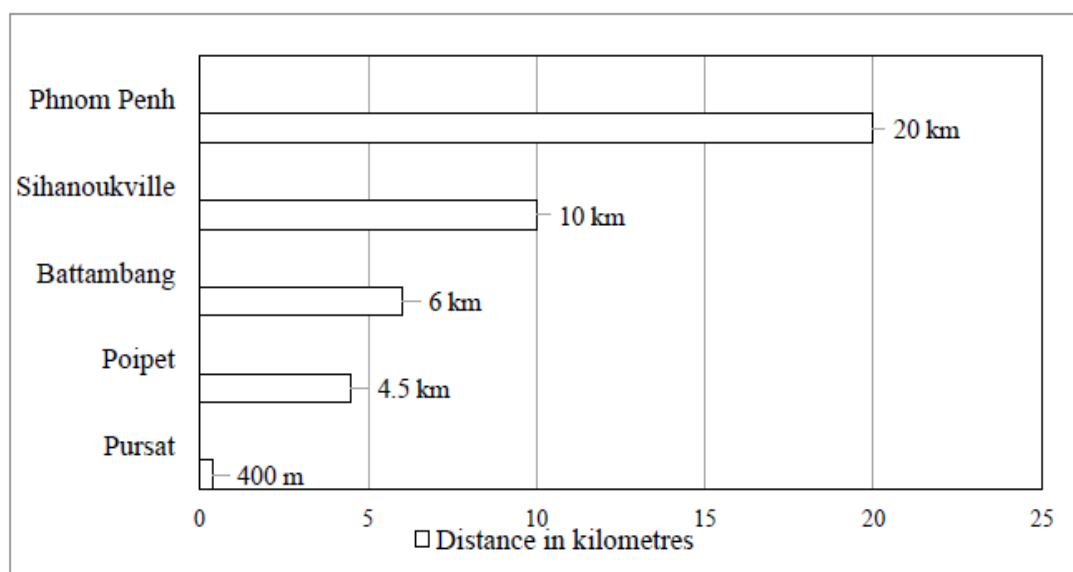 Phnom Penh
20 km
Sihanoukville
10 km
Battambang
6 km
Poipet
4.5 km
Pursat
400 m
0 5 10 15 20 25
Distance in kilometres